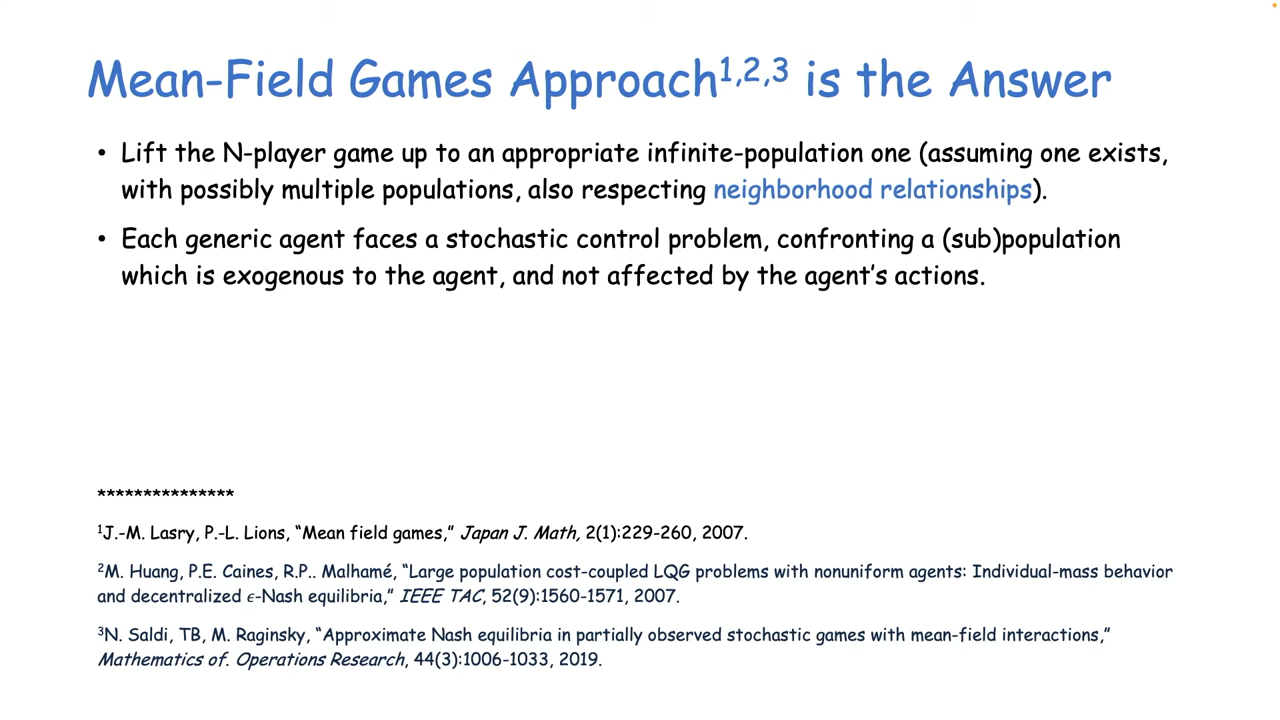 Mean-Field Games Approach¹,²,³ is the Answer
• Lift the N-player game up to an appropriate infinite-population one (assuming one exists,
with possibly multiple populations, also respecting neighborhood relationships).
• Each generic agent faces a stochastic control problem, confronting a (sub)population
which is exogenous to the agent, and not affected by the agent's actions.
***************
¹J.-M. Lasry, P.-L. Lions, “Mean field games,” Japan J. Math, 2(1):229-260, 2007.
²M. Huang, P.E. Caines, R.P.. Malhamé, “Large population cost-coupled LQG problems with nonuniform agents: Individual-mass behavior
and decentralized ϵ-Nash equilibria,” IEEE TAC, 52(9):1560-1571, 2007.
³N. Saldi, TB, M. Raginsky, “Approximate Nash equilibria in partially observed stochastic games with mean-field interactions,”
Mathematics of. Operations Research, 44(3):1006-1033, 2019.